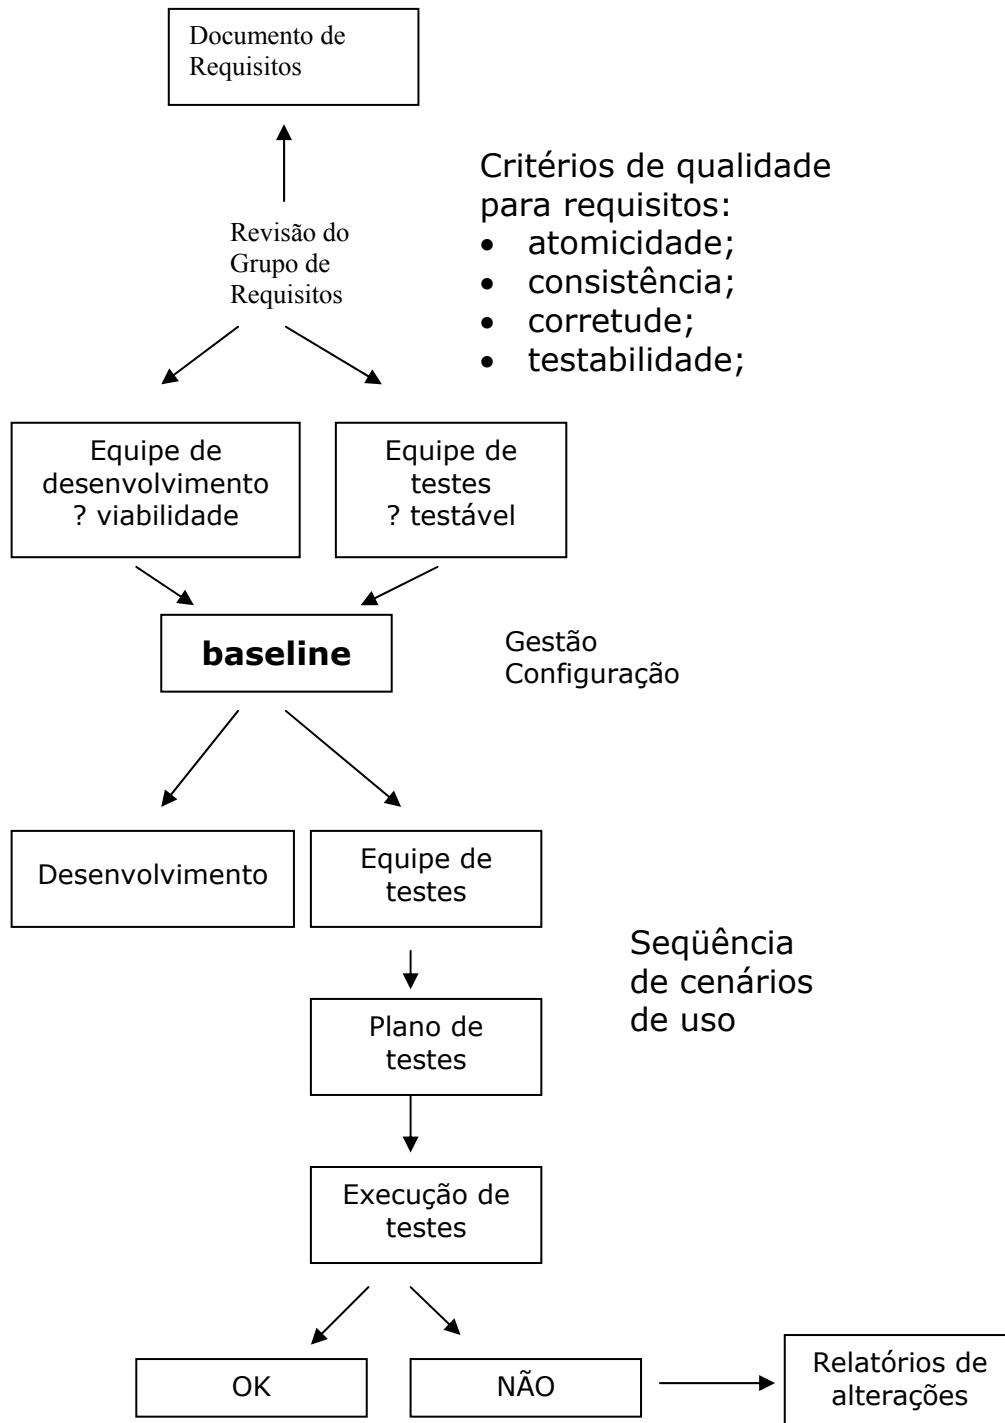 Documento de
Requisitos
Critérios de qualidade
para requisitos:
• atomicidade;
• consistência;
• corretude;
• testabilidade;
Revisão do
Grupo de
Requisitos
Equipe de
desenvolvimento
? viabilidade
Equipe de
testes
? testável
baseline
Gestão
Configuração
Desenvolvimento
Equipe de
testes
Seqüência
de cenários
de uso
Plano de
testes
Execução de
testes
OK
NÃO
Relatórios de
alterações